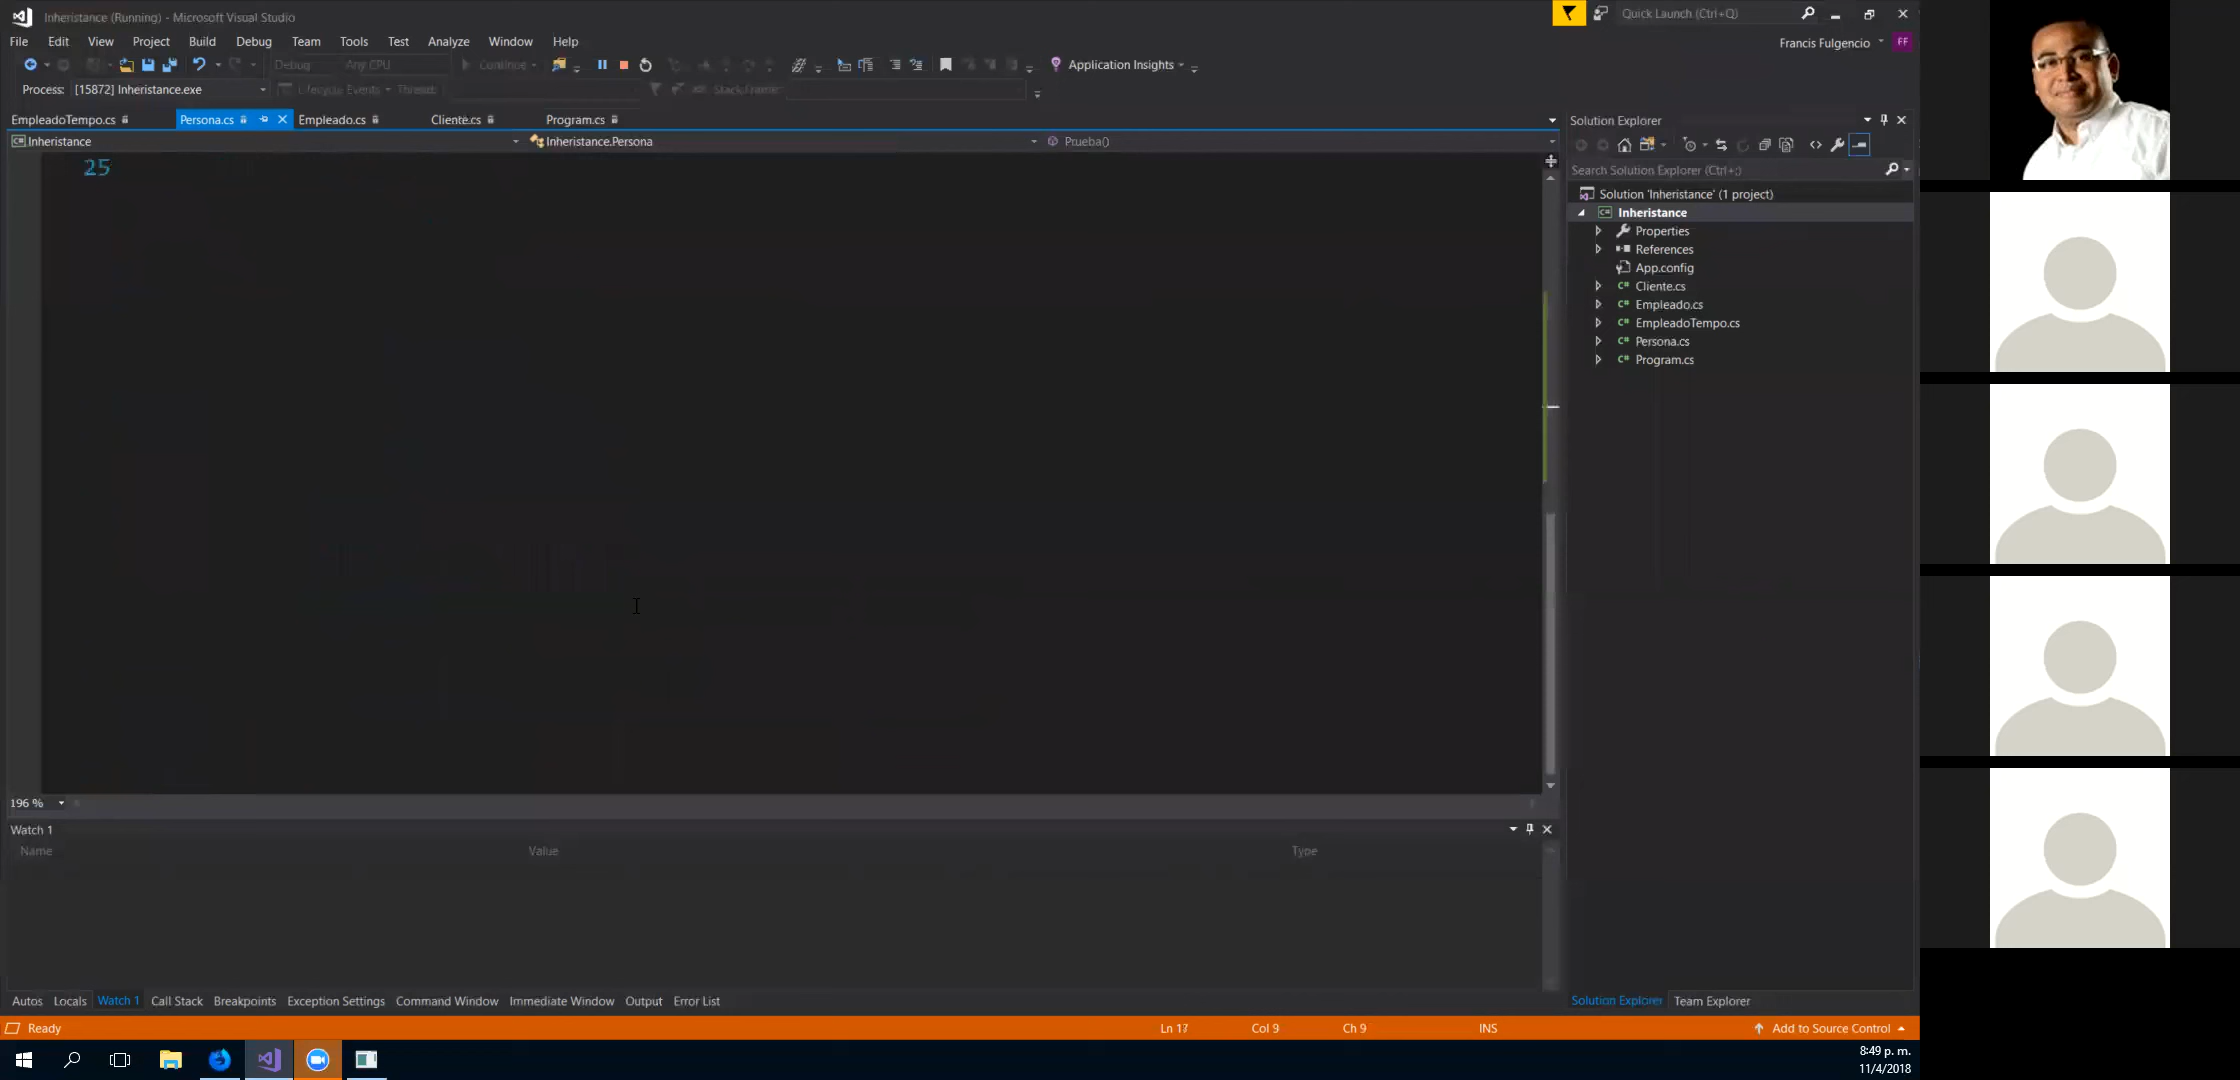 Inheristance (Running) - Microsoft Visual Studio
Quick Launch (Ctrl+Q)
File Edit View Project Build Debug Team Tools Test Analyze Window Help
Francis Fulgencio FF
Debug Any CPU Continue Application Insights
Process: [15872] Inheristance.exe Lifecycle Events Thread: Stack Frame:
EmpleadoTempo.cs Persona.cs Empleado.cs Cliente.cs Program.cs
Inheristance Inheristance.Persona Prueba()
25
196 %
Watch 1
Name Value Type
Autos Locals Watch 1 Call Stack Breakpoints Exception Settings Command Window Immediate Window Output Error List
Solution Explorer
Search Solution Explorer (Ctrl+;)
Solution 'Inheristance' (1 project)
Inheristance
Properties
References
App.config
Cliente.cs
Empleado.cs
EmpleadoTempo.cs
Persona.cs
Program.cs
Solution Explorer Team Explorer
Ready Ln 17 Col 9 Ch 9 INS Add to Source Control
8:49 p. m.
11/4/2018